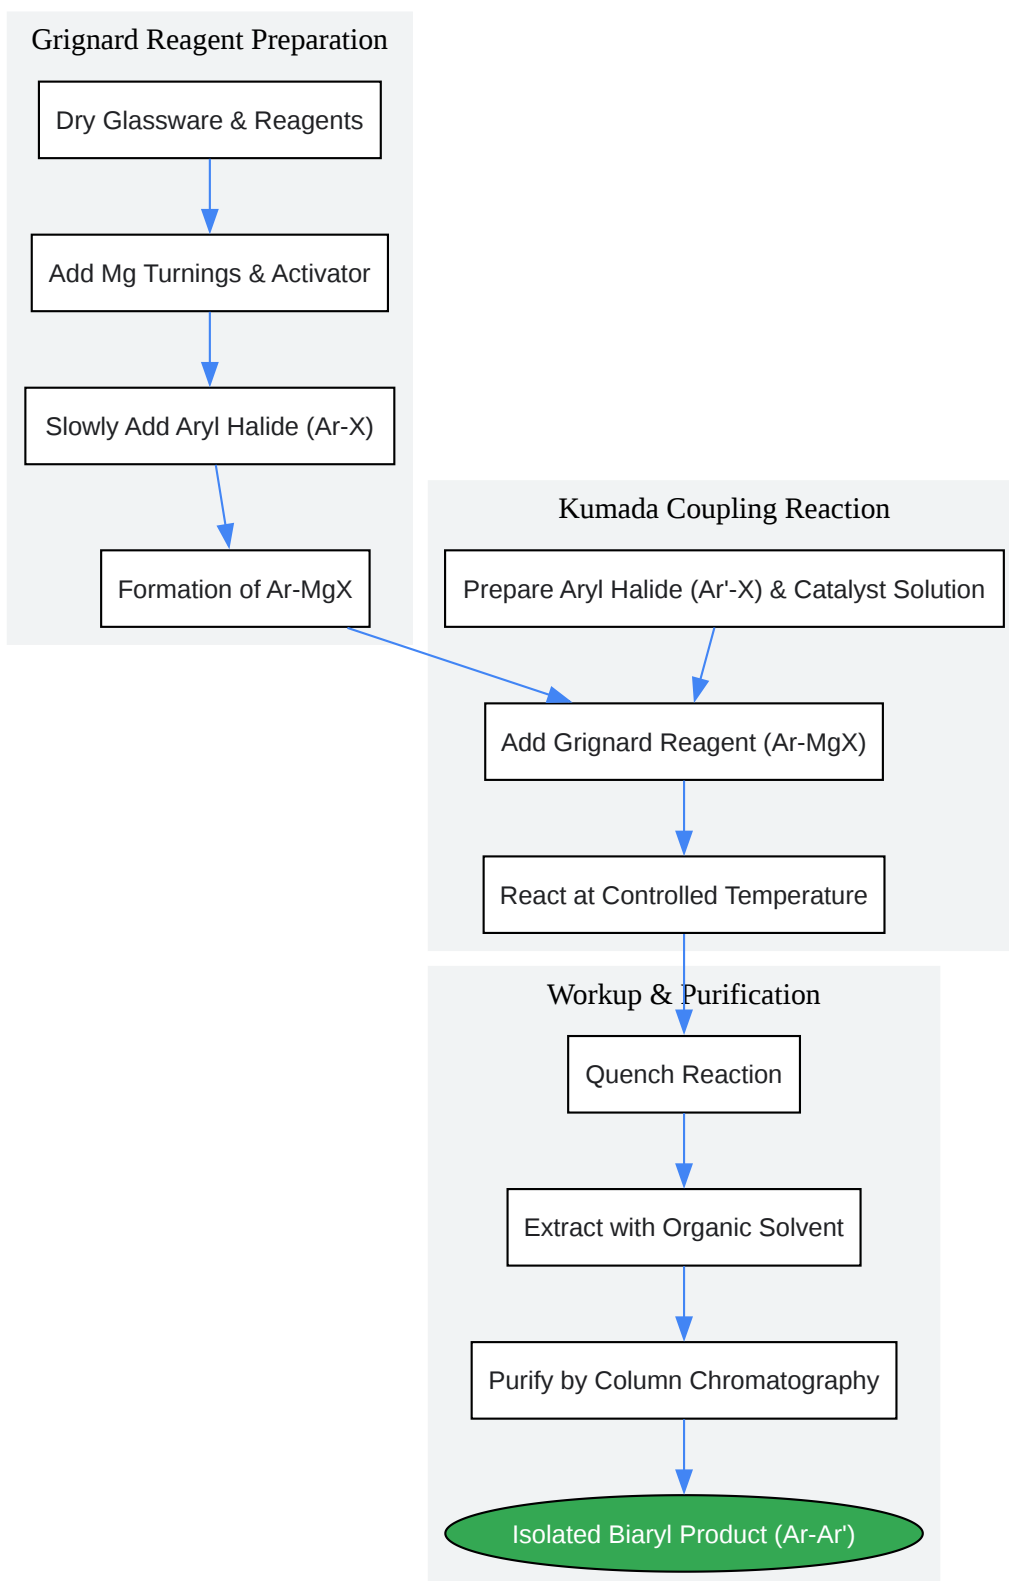 Grignard Reagent Preparation
Dry Glassware & Reagents
Add Mg Turnings & Activator
Slowly Add Aryl Halide (Ar-X)
Formation of Ar-MgX
Kumada Coupling Reaction
Prepare Aryl Halide (Ar'-X) & Catalyst Solution
Add Grignard Reagent (Ar-MgX)
React at Controlled Temperature
Workup & Purification
Quench Reaction
Extract with Organic Solvent
Purify by Column Chromatography
Isolated Biaryl Product (Ar-Ar')